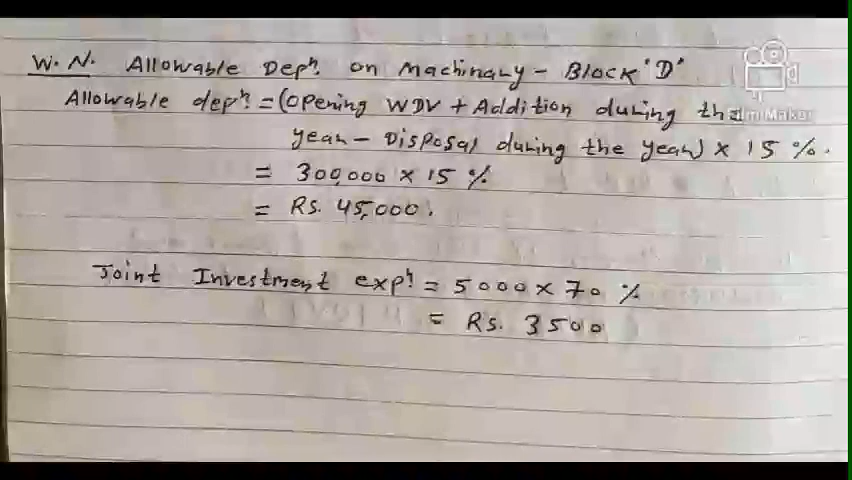 W.N. Allowable Depⁿ. on Machinary - Block 'D'
Allowable depⁿ. = (opening WDV + Addition during the
year - Disposal during the year) x 15 %.
= 300,000 x 15 %
= RS. 45,000.
Joint Investment expⁿ. = 5000 x 70 %
= RS. 3500